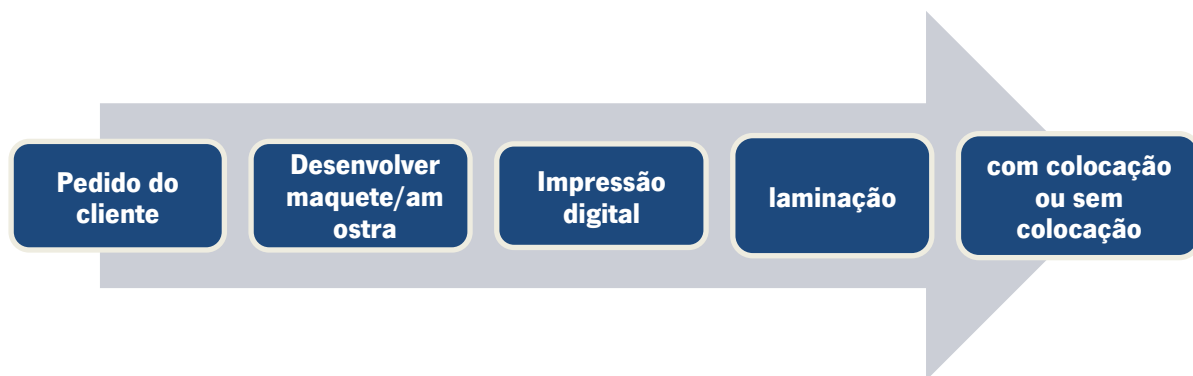 Pedido do
cliente
Desenvolver
maquete/am
ostra
Impressão
digital
laminação
com colocação
ou sem
colocação